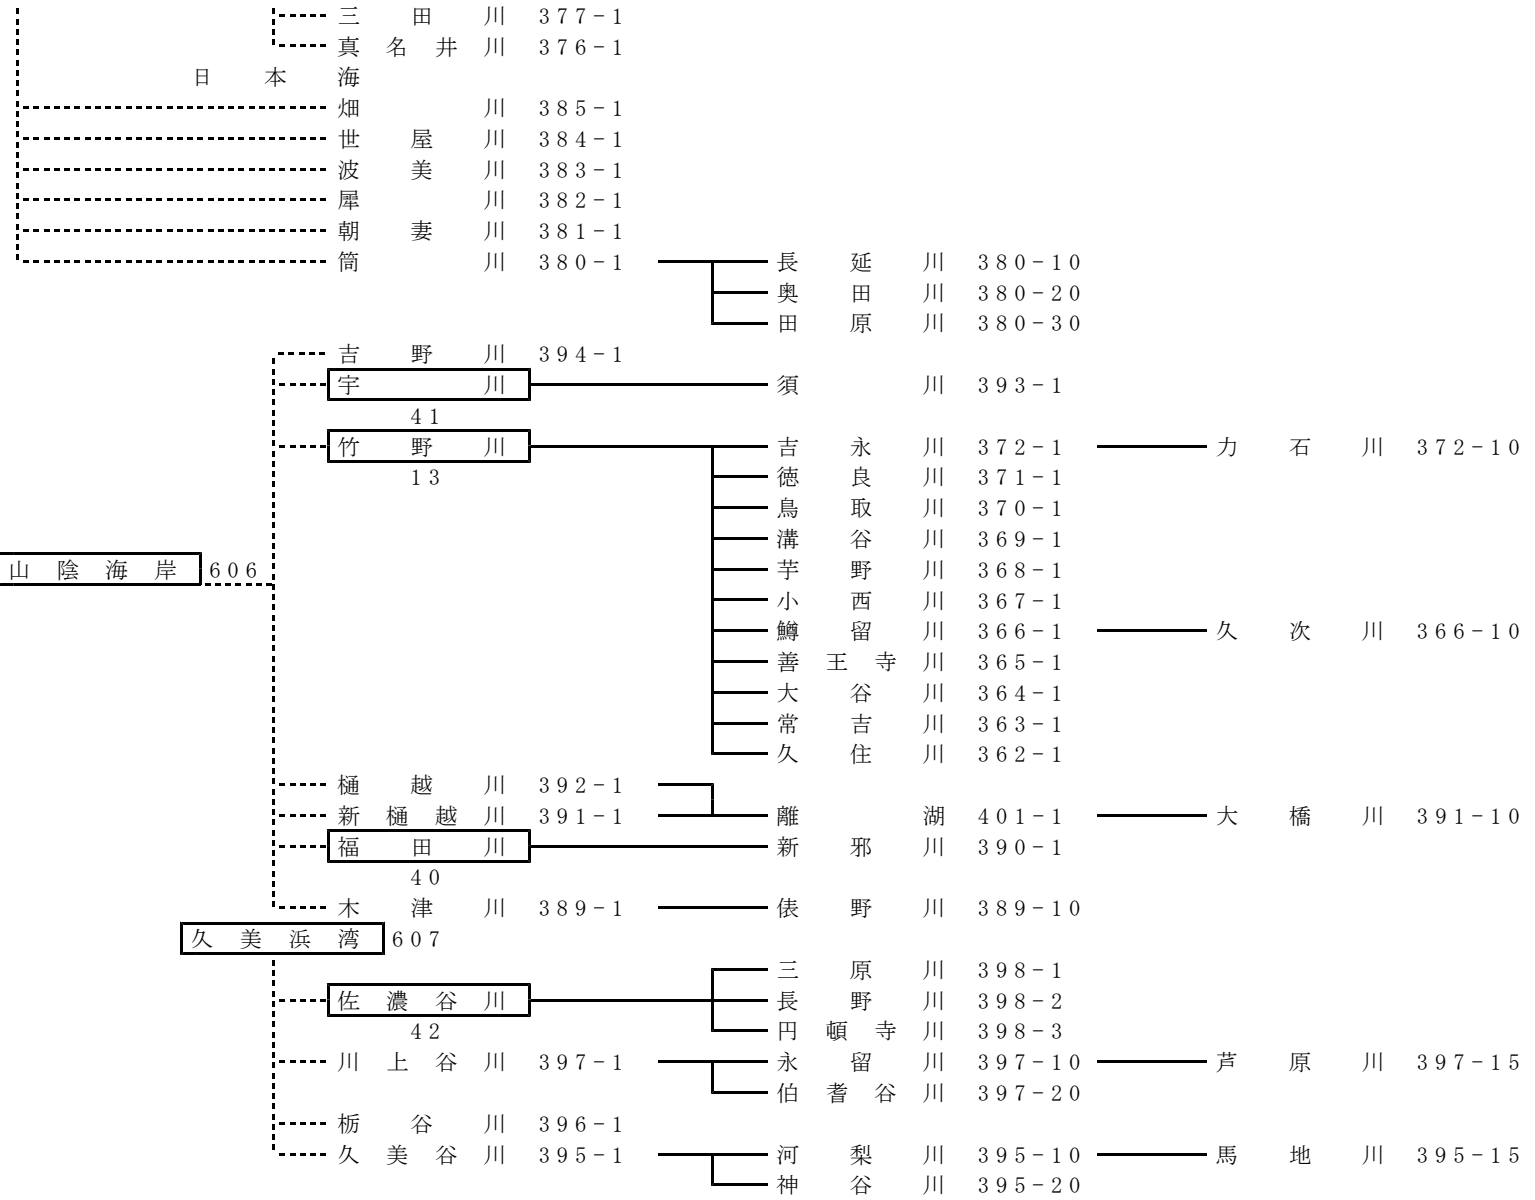 三田川 377-1
真名井川 376-1
日本海
畑川 385-1
世屋川 384-1
波美川 383-1
犀川 382-1
朝妻川 381-1
筒川 380-1 長延川 380-10
奥田川 380-20
田原川 380-30
吉野川 394-1
宇川 須川 393-1
41
竹野川 吉永川 372-1 力石川 372-10
13 徳良川 371-1
鳥取川 370-1
溝谷川 369-1
山陰海岸 606 芋野川 368-1
小西川 367-1
鱒留川 366-1 久次川 366-10
善王寺川 365-1
大谷川 364-1
常吉川 363-1
久住川 362-1
樋越川 392-1
新樋越川 391-1 離湖 401-1 大橋川 391-10
福田川 新邪川 390-1
40
木津川 389-1 俵野川 389-10
久美浜湾 607
三原川 398-1
佐濃谷川 長野川 398-2
42 円頓寺川 398-3
川上谷川 397-1 永留川 397-10 芦原川 397-15
伯耆谷川 397-20
栃谷川 396-1
久美谷川 395-1 河梨川 395-10 馬地川 395-15
神谷川 395-20